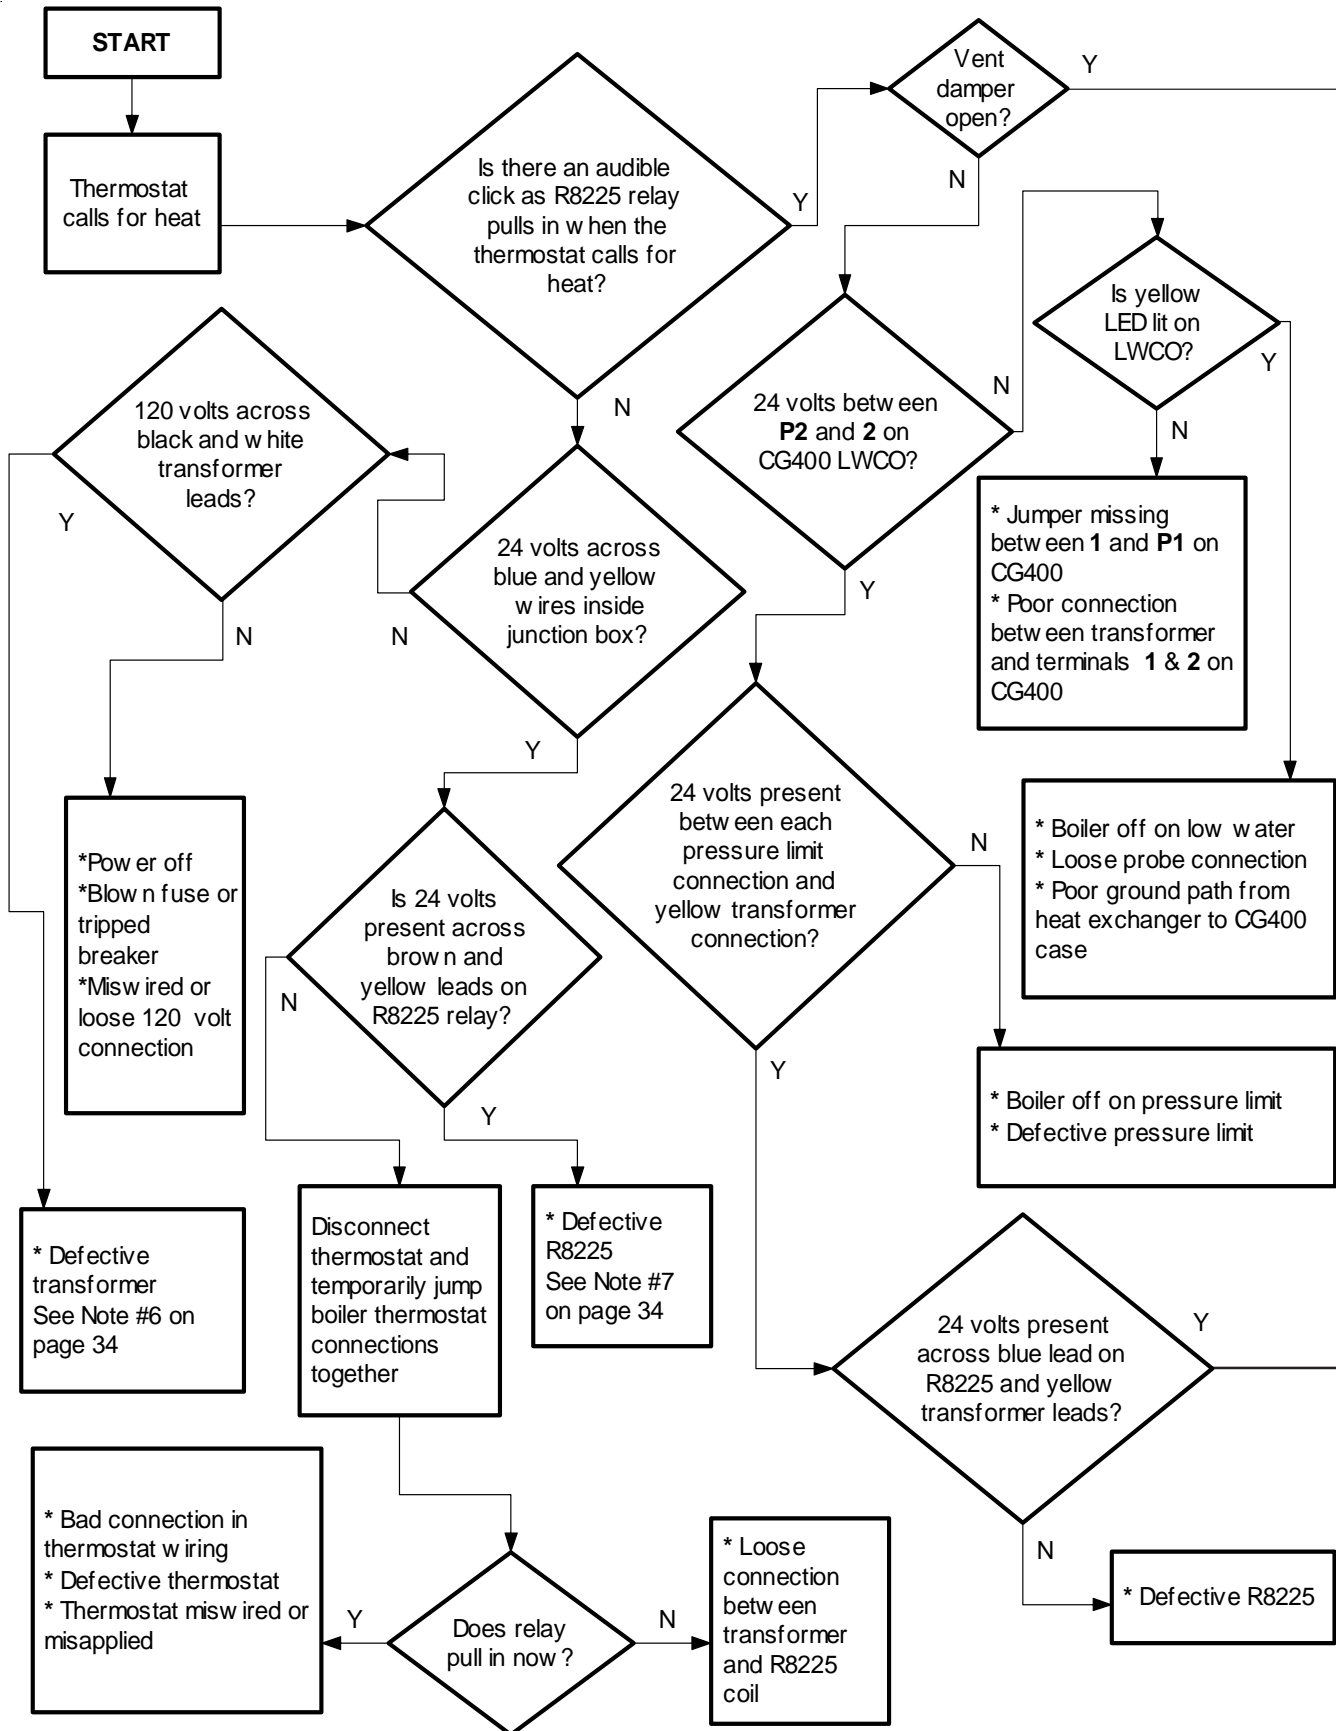 START
Thermostat
calls for heat
Is there an audible
click as R8225 relay
pulls in when the
thermostat calls for
heat?
Y
N
Vent
damper
open?
Y
N
24 volts between
P2 and 2 on
CG400 LWCO?
N
Y
Is yellow
LED lit on
LWCO?
Y
N
* Jumper missing
between 1 and P1 on
CG400
* Poor connection
between transformer
and terminals 1 & 2 on
CG400
* Boiler off on low water
* Loose probe connection
* Poor ground path from
heat exchanger to CG400
case
120 volts across
black and white
transformer
leads?
Y
N
24 volts across
blue and yellow
wires inside
junction box?
N
Y
*Power off
*Blown fuse or
tripped
breaker
*Miswired or
loose 120 volt
connection
Is 24 volts
present across
brown and
yellow leads on
R8225 relay?
N
Y
24 volts present
between each
pressure limit
connection and
yellow transformer
connection?
N
Y
* Boiler off on pressure limit
* Defective pressure limit
* Defective
transformer
See Note #6 on
page 34
Disconnect
thermostat and
temporarily jump
boiler thermostat
connections
together
* Defective
R8225
See Note #7
on page 34
24 volts present
across blue lead on
R8225 and yellow
transformer leads?
Y
N
* Defective R8225
* Bad connection in
thermostat wiring
* Defective thermostat
* Thermostat miswired or
misapplied
Y
Does relay
pull in now?
N
* Loose
connection
between
transformer
and R8225
coil